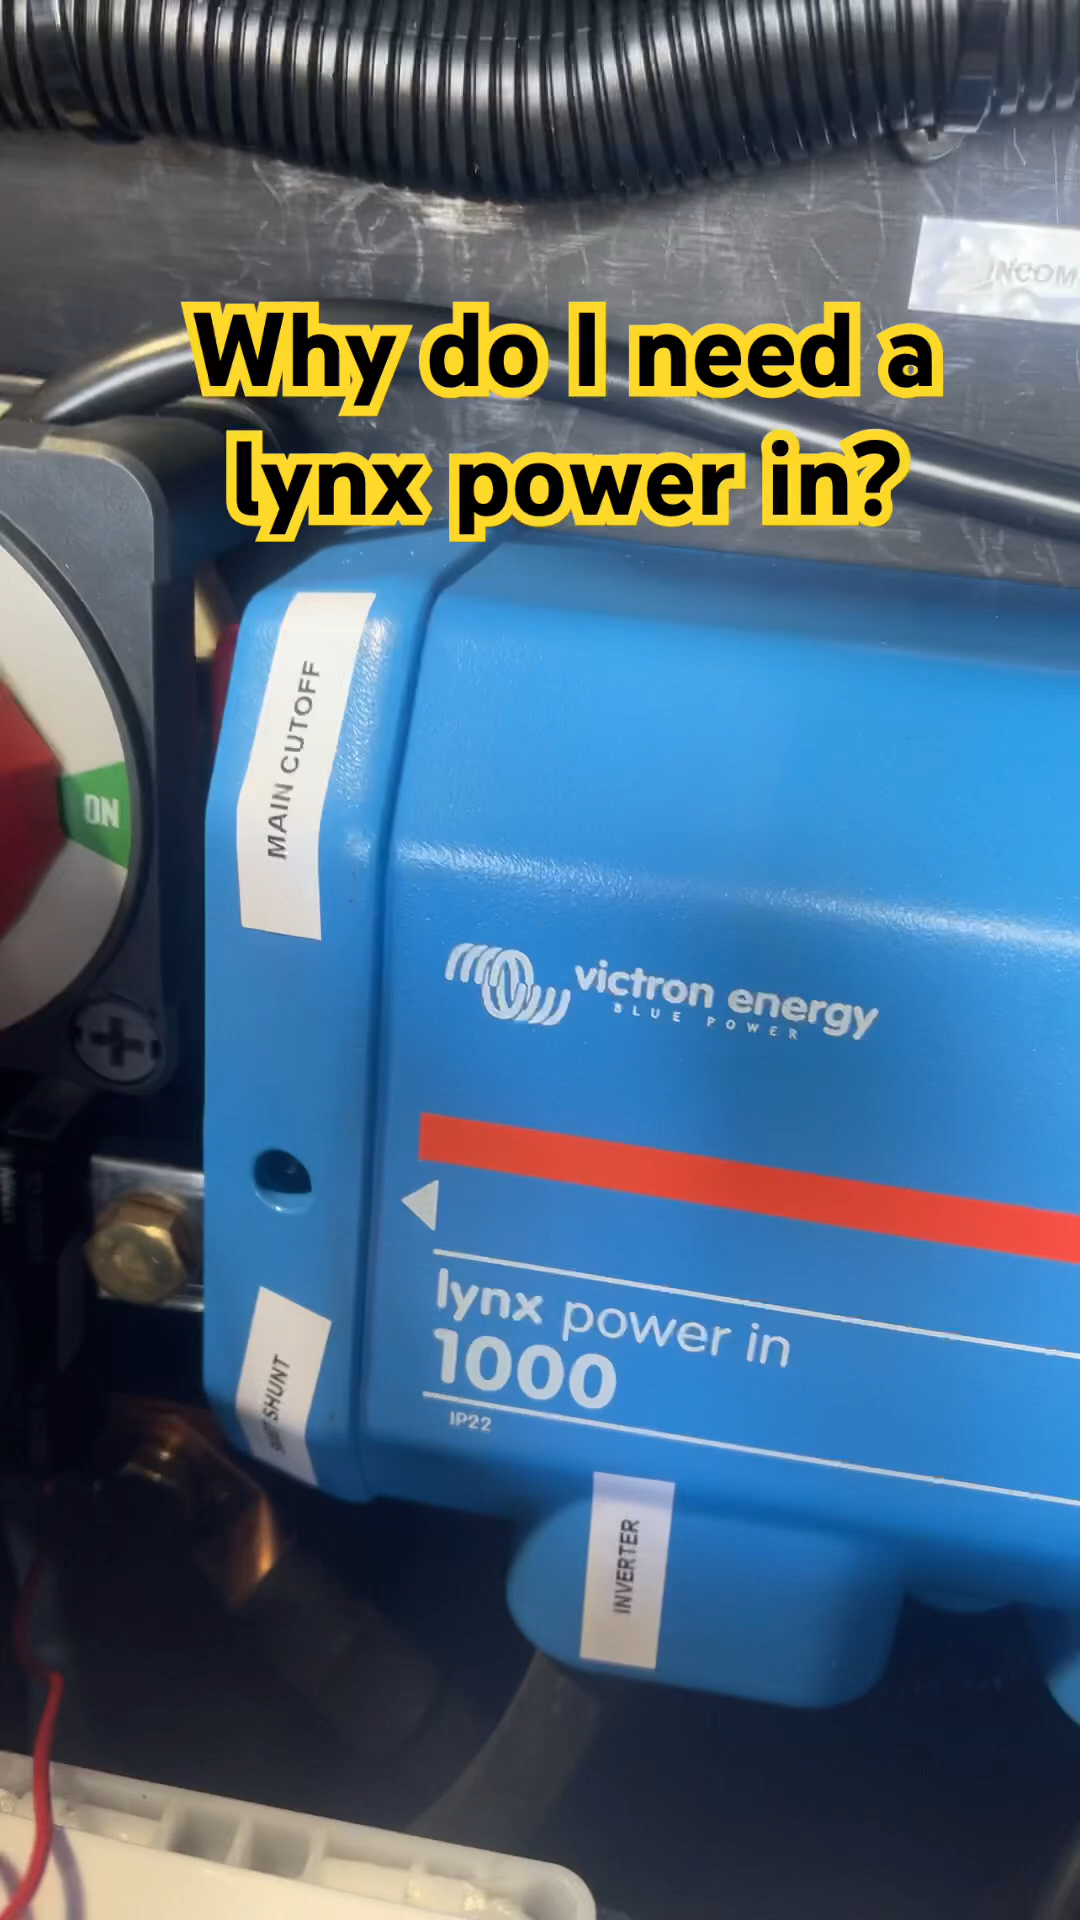 INCOM
Why do I need a
lynx power in?
MAIN CUTOFF
ON
victron energy
BLUE POWER
lynx power in
1000
IP22
SHUNT
INVERTER